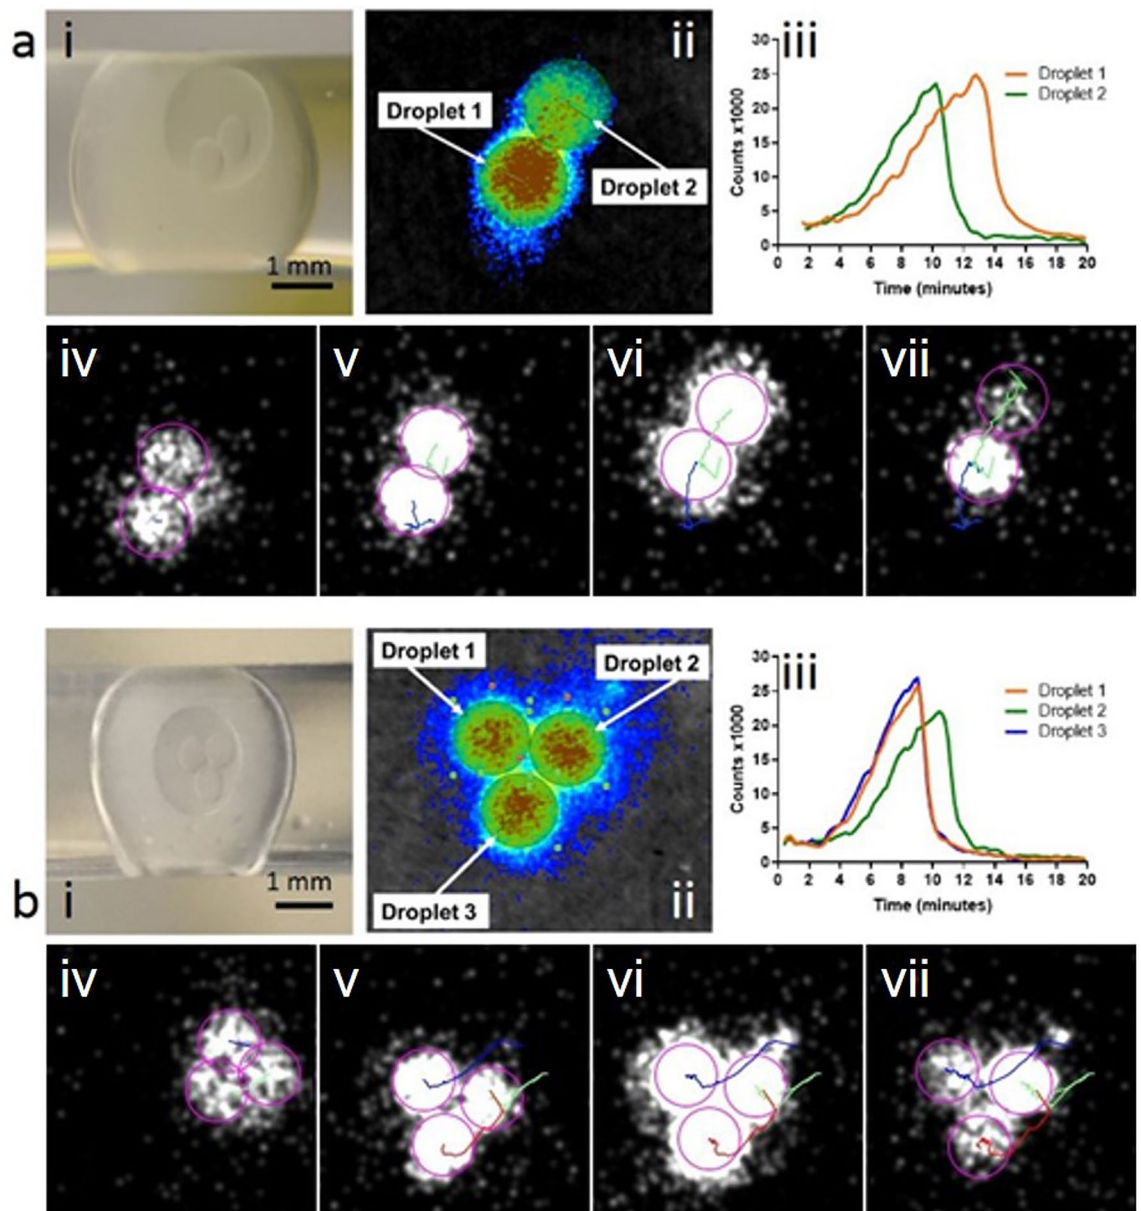 a
i
1 mm
ii
Droplet 1
Droplet 2
iii
Counts x1000
30
25
20
15
10
5
0
0 2 4 6 8 10 12 14 16 18 20
Time (minutes)
Droplet 1
Droplet 2
iv
v
vi
vii
b
i
1 mm
Droplet 1
Droplet 2
Droplet 3
ii
iii
Counts x1000
30
25
20
15
10
5
0
0 2 4 6 8 10 12 14 16 18 20
Time (minutes)
Droplet 1
Droplet 2
Droplet 3
iv
v
vi
vii